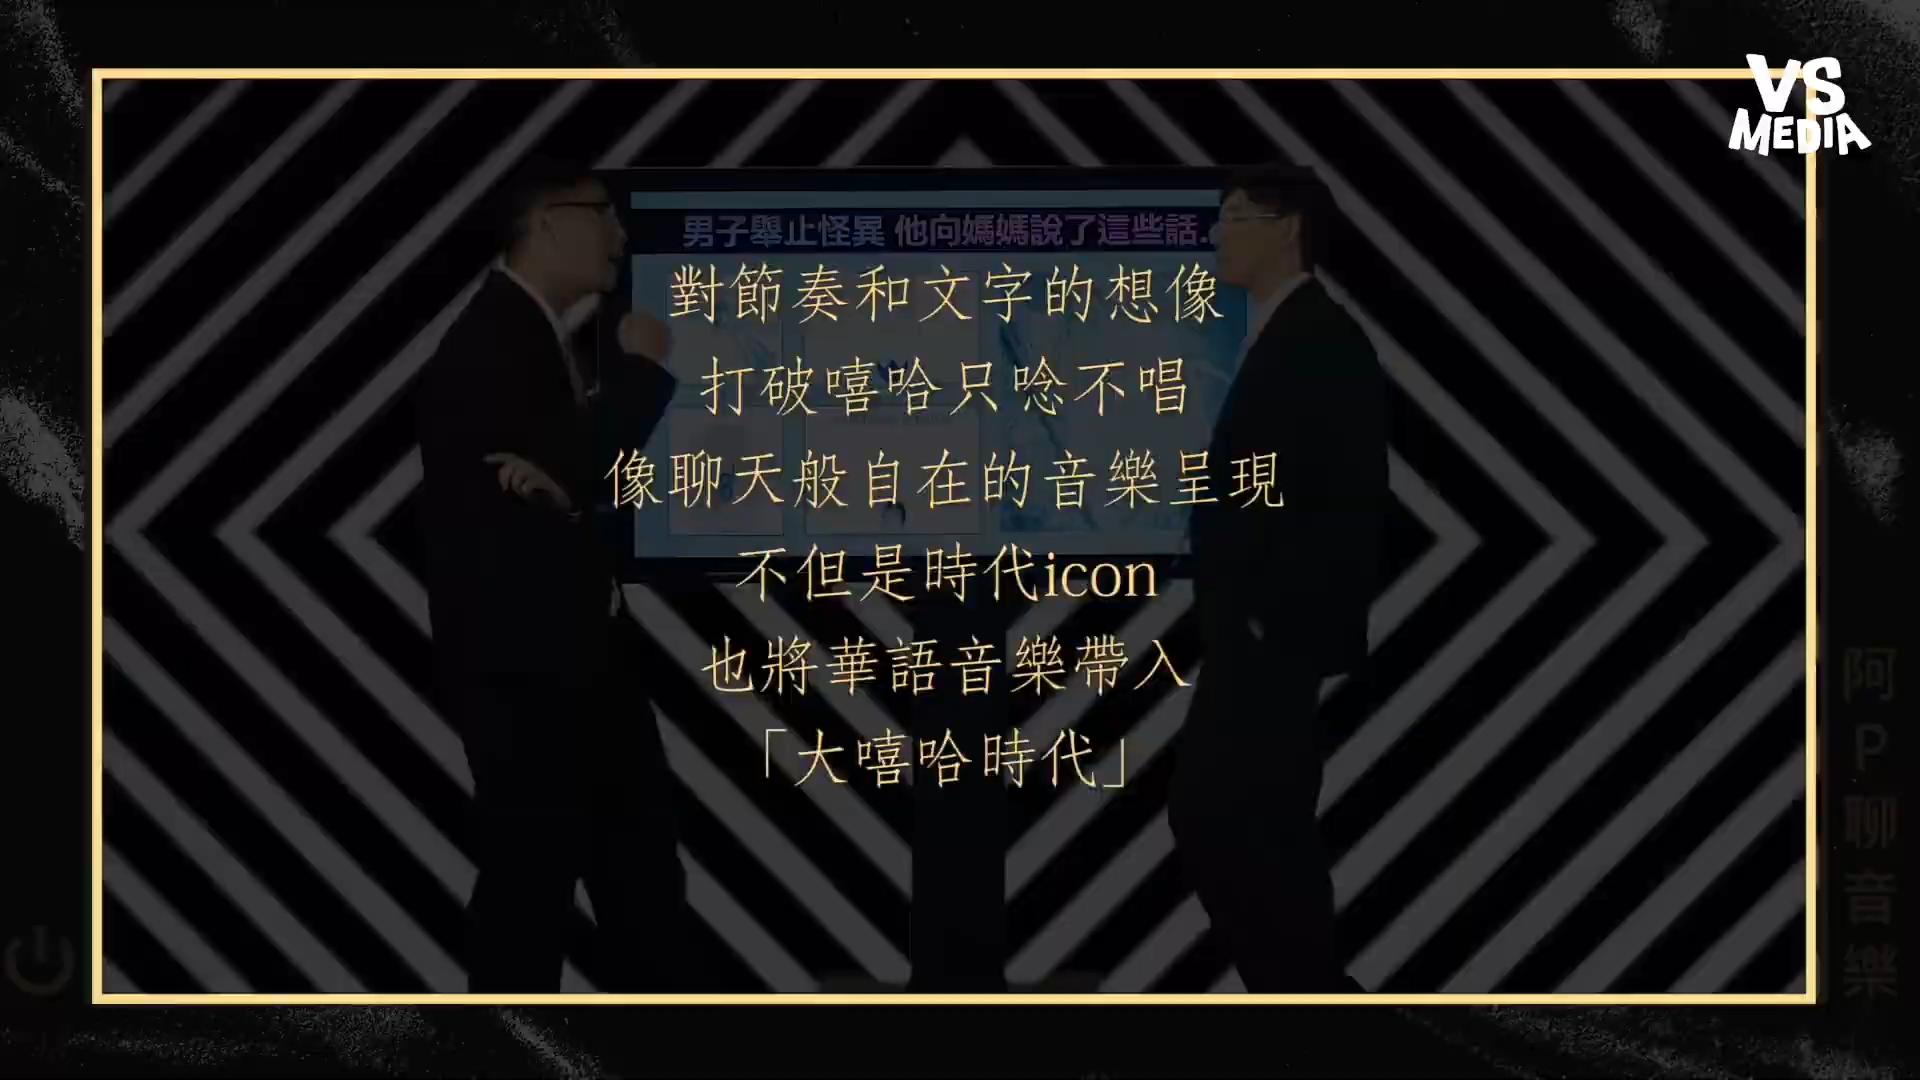 VS
MEDIA
男子舉止怪異 他向媽媽說了這些話..
對節奏和文字的想像
打破嘻哈只唸不唱
像聊天般自在的音樂呈現
不但是時代icon
也將華語音樂帶入
「大嘻哈時代」
阿P聊音樂